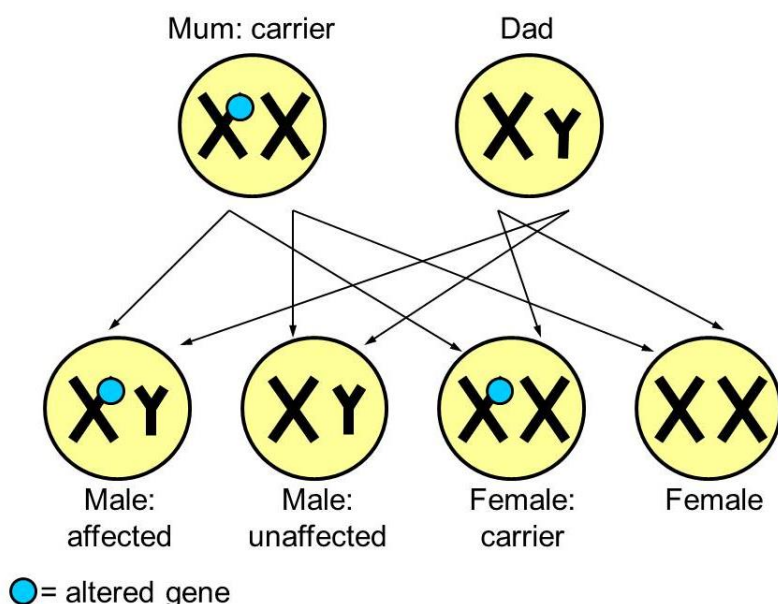 Mum: carrier
Dad
Male:
affected
Male:
unaffected
Female:
carrier
Female
= altered gene